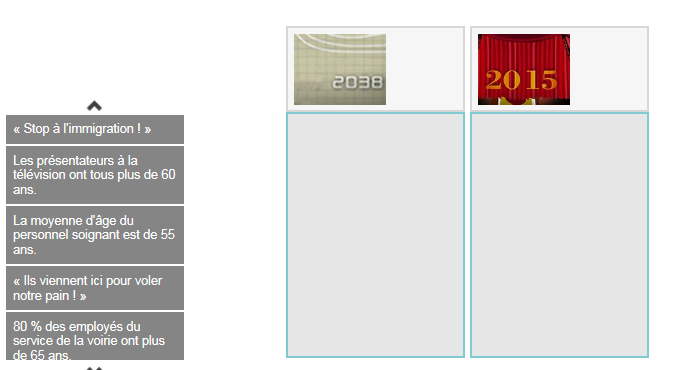 2038
2015
« Stop à l'immigration ! »
Les présentateurs à la
télévision ont tous plus de 60
ans.
La moyenne d'âge du
personnel soignant est de 55
ans.
« Ils viennent ici pour voler
notre pain ! »
80 % des employés du
service de la voirie ont plus
de 65 ans.